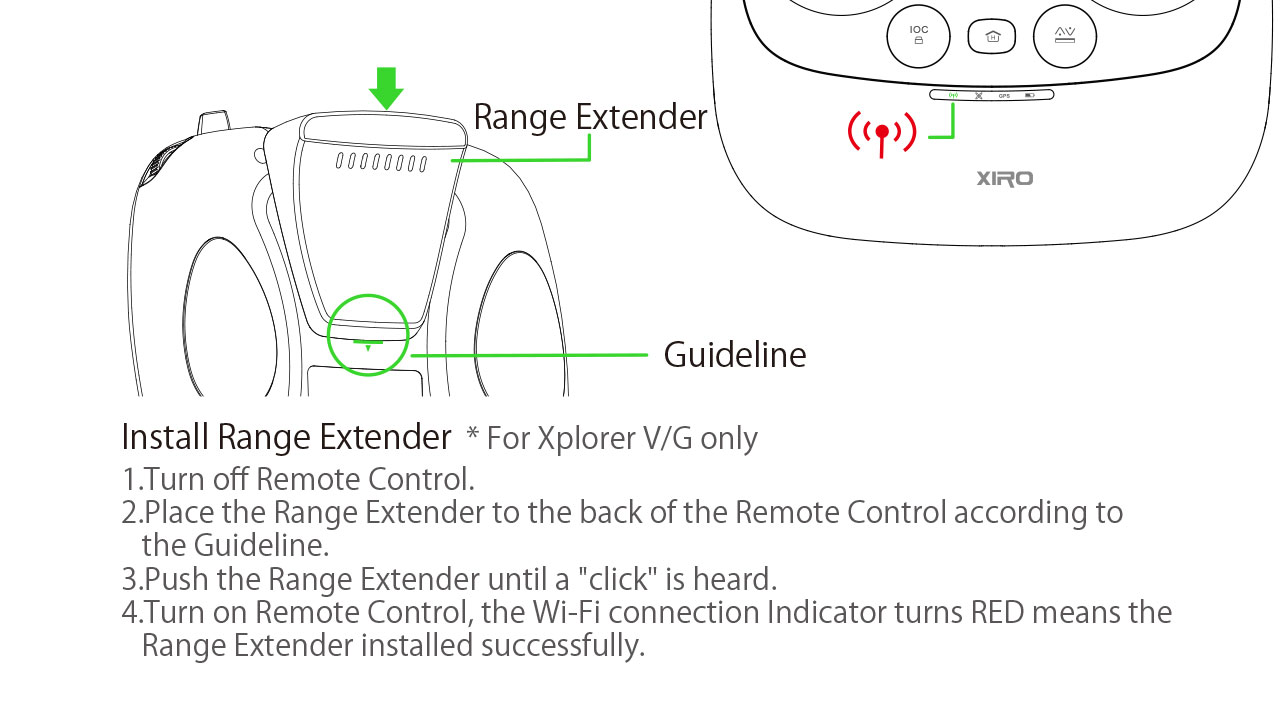 IOC
H
GPS
Range Extender
XIRO
Guideline
Install Range Extender * For Xplorer V/G only
1.Turn off Remote Control.
2.Place the Range Extender to the back of the Remote Control according to
the Guideline.
3.Push the Range Extender until a "click" is heard.
4.Turn on Remote Control, the Wi-Fi connection Indicator turns RED means the
Range Extender installed successfully.